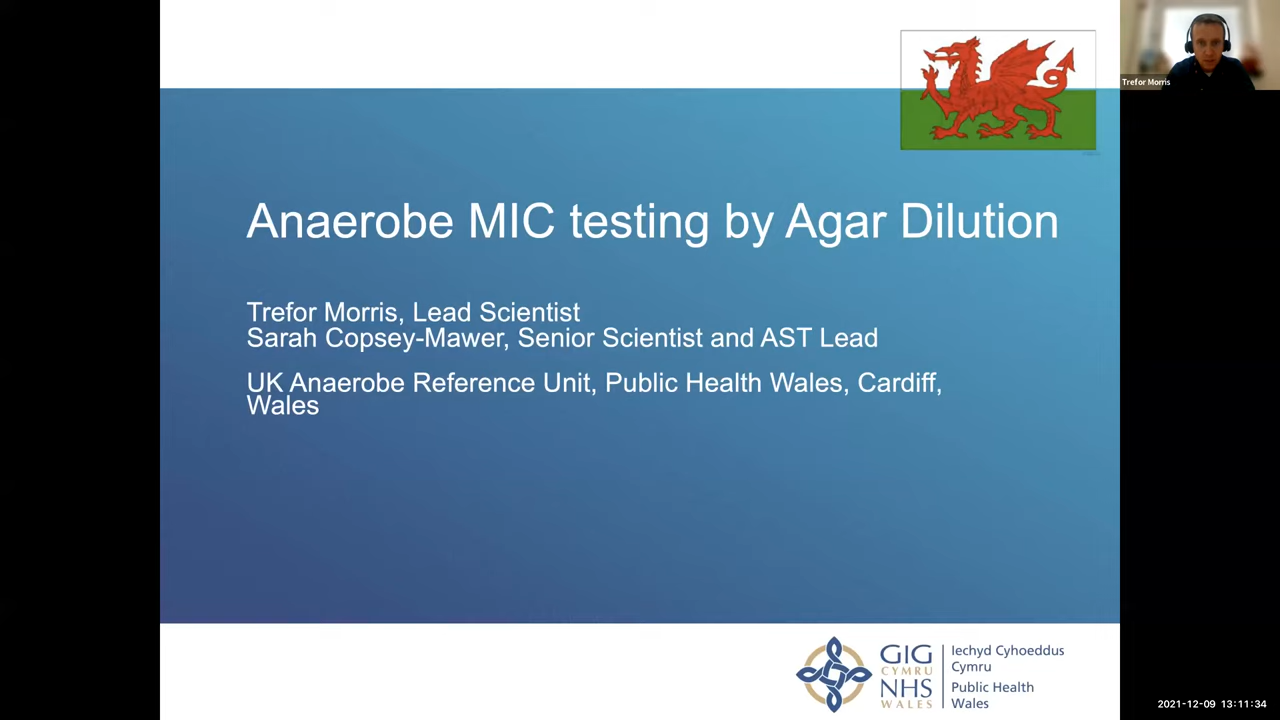 Trefor Morris
Anaerobe MIC testing by Agar Dilution
Trefor Morris, Lead Scientist
Sarah Copsey-Mawer, Senior Scientist and AST Lead
UK Anaerobe Reference Unit, Public Health Wales, Cardiff,
Wales
GIG
CYMRU
NHS
WALES
Iechyd Cyhoeddus
Cymru
Public Health
Wales
2021-12-09 13:11:34